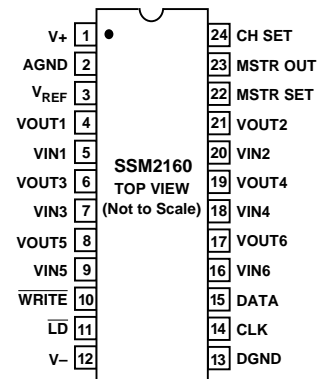 V+ 1 24 CH SET
AGND 2 23 MSTR OUT
VREF 3 22 MSTR SET
VOUT1 4 21 VOUT2
VIN1 5 20 VIN2
VOUT3 6 19 VOUT4
VIN3 7 18 VIN4
VOUT5 8 17 VOUT6
VIN5 9 16 VIN6
WRITE 10 15 DATA
LD 11 14 CLK
V– 12 13 DGND
SSM2160
TOP VIEW
(Not to Scale)